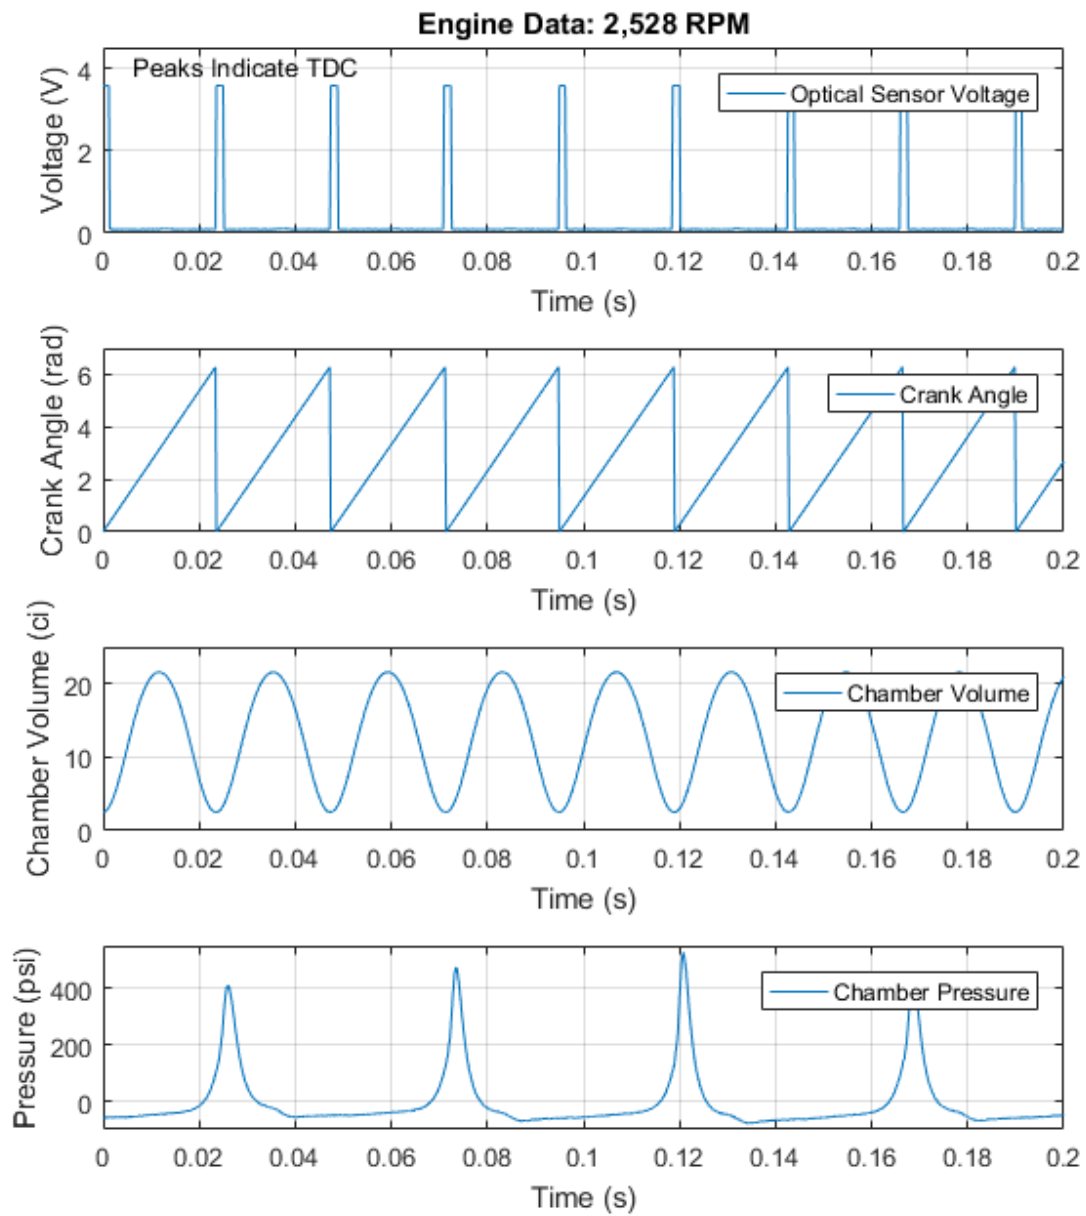 Engine Data: 2,528 RPM
Peaks Indicate TDC
Optical Sensor Voltage
Voltage (V)
4
2
0
0 0.02 0.04 0.06 0.08 0.1 0.12 0.14 0.16 0.18 0.2
Time (s)
Crank Angle
Crank Angle (rad)
6
4
2
0
0 0.02 0.04 0.06 0.08 0.1 0.12 0.14 0.16 0.18 0.2
Time (s)
Chamber Volume
Chamber Volume (ci)
20
10
0
0 0.02 0.04 0.06 0.08 0.1 0.12 0.14 0.16 0.18 0.2
Time (s)
Chamber Pressure
Pressure (psi)
400
200
0
0 0.02 0.04 0.06 0.08 0.1 0.12 0.14 0.16 0.18 0.2
Time (s)